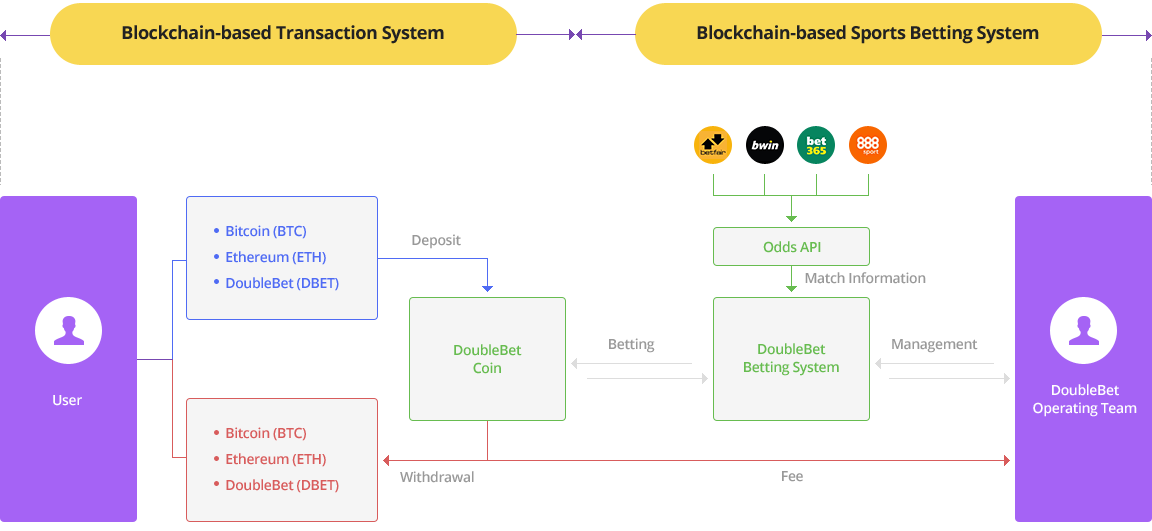 Blockchain-based Transaction System
Blockchain-based Sports Betting System
betfair
bwin
bet
365
888
sport
Bitcoin (BTC)
Ethereum (ETH)
DoubleBet (DBET)
Deposit
Odds API
Match Information
DoubleBet
Coin
Betting
DoubleBet
Betting System
Management
User
DoubleBet
Operating Team
Bitcoin (BTC)
Ethereum (ETH)
DoubleBet (DBET)
Withdrawal
Fee